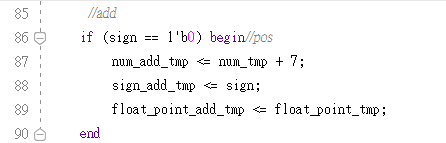 85 //add
86 if (sign == 1'b0) begin//pos
87 num_add_tmp <= num_tmp + 7;
88 sign_add_tmp <= sign;
89 float_point_add_tmp <= float_point_tmp;
90 end